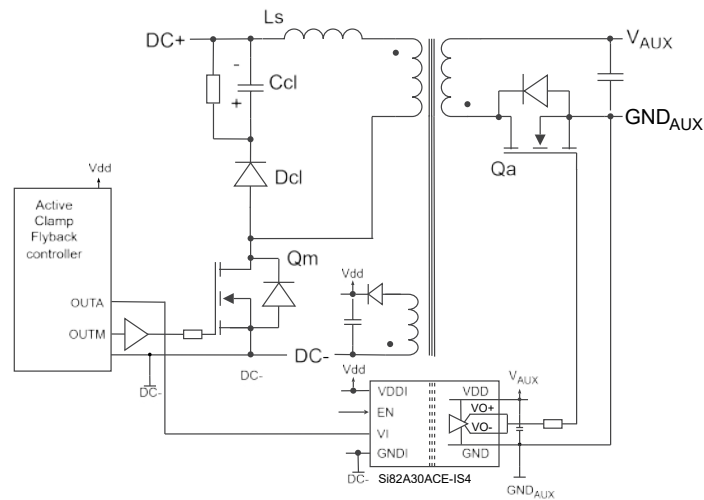 Ls
DC+
VAUX
-
Ccl
+
GNDAUX
Qa
Vdd
Dcl
Active
Clamp
Flyback
controller
Qm
Vdd
OUTA
OUTM
DC-
DC-
DC-
Vdd
VAUX
VDDI
VDD
EN
VO+
VO-
VI
GNDI
GND
DC-
Si82A30ACE-IS4
GNDAUX